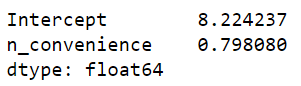 Intercept 8.224237
n_convenience 0.798080
dtype: float64